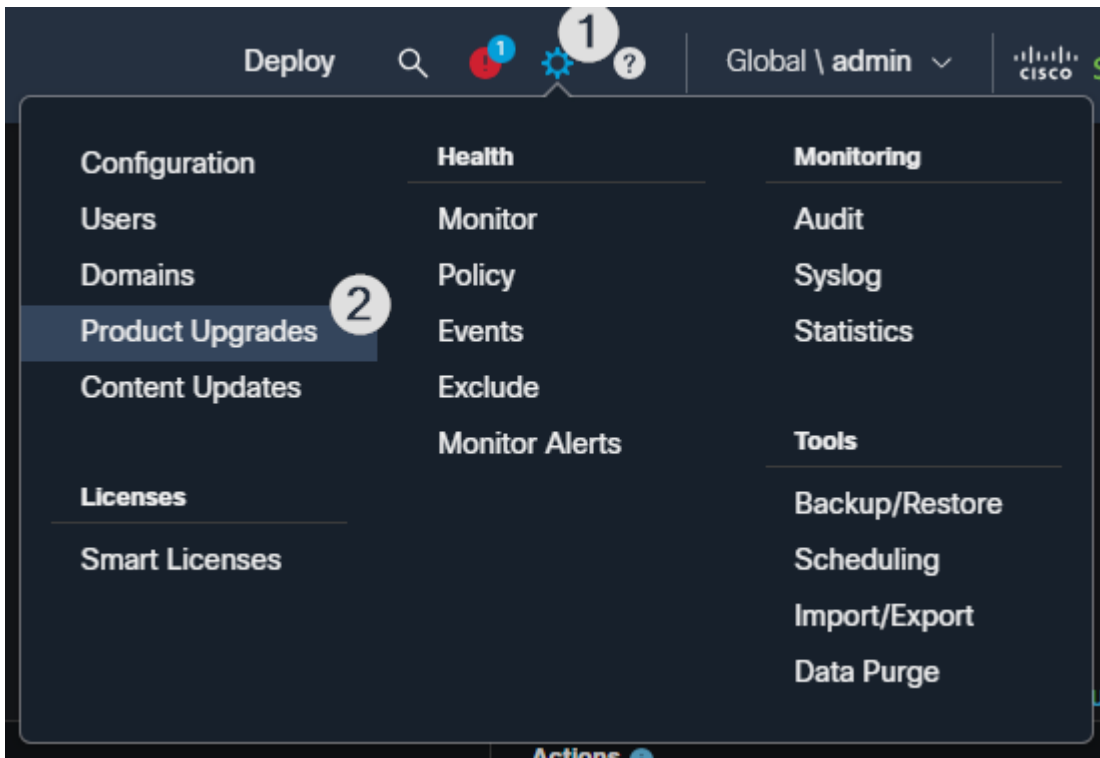 Deploy
1
1
?
Global \ admin
cisco
Configuration
Users
Domains
Product Upgrades
2
Content Updates
Licenses
Smart Licenses
Health
Monitor
Policy
Events
Exclude
Monitor Alerts
Monitoring
Audit
Syslog
Statistics
Tools
Backup/Restore
Scheduling
Import/Export
Data Purge
Actions